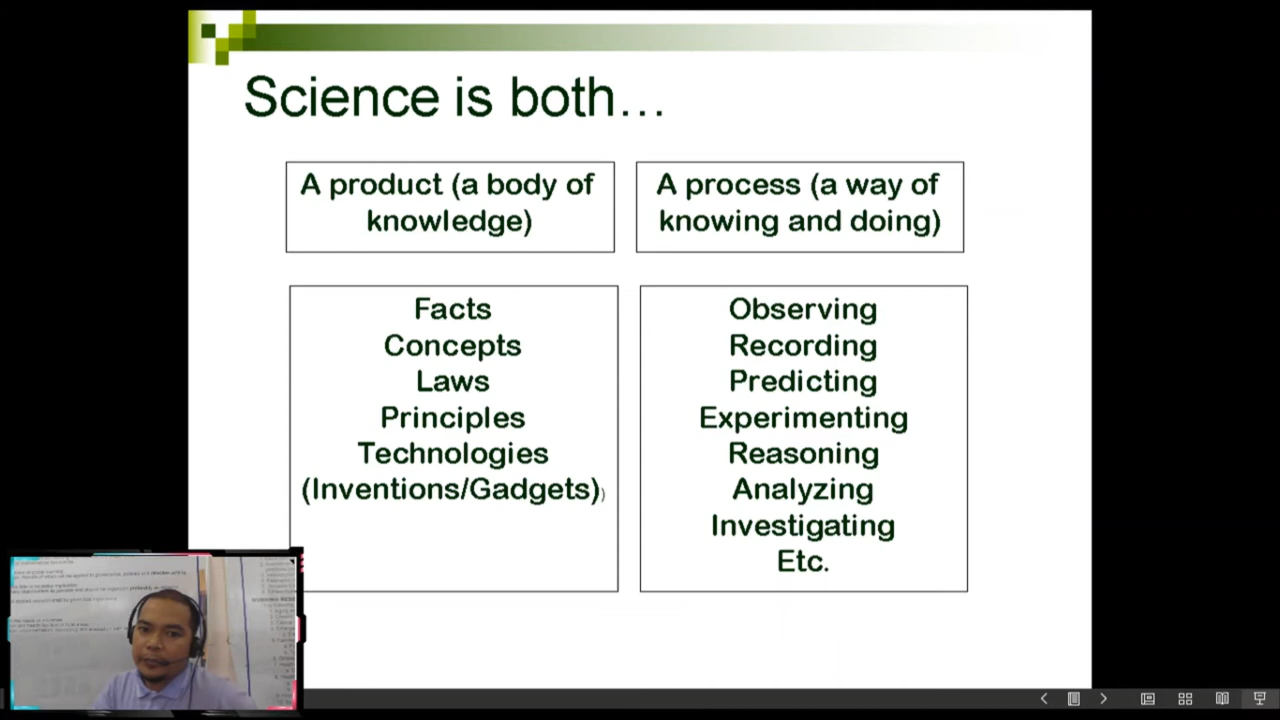 Science is both…
A product (a body of
knowledge)
A process (a way of
knowing and doing)
Facts
Concepts
Laws
Principles
Technologies
(Inventions/Gadgets))
Observing
Recording
Predicting
Experimenting
Reasoning
Analyzing
Investigating
Etc.